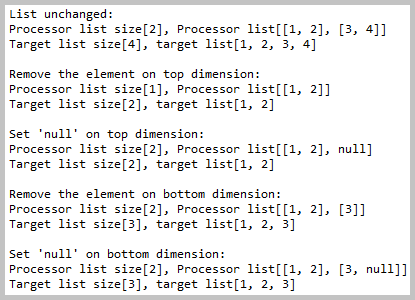 List unchanged:
Processor list size[2], Processor list[[1, 2], [3, 4]]
Target list size[4], target list[1, 2, 3, 4]
Remove the element on top dimension:
Processor list size[1], Processor list[[1, 2]]
Target list size[2], target list[1, 2]
Set 'null' on top dimension:
Processor list size[2], Processor list[[1, 2], null]
Target list size[2], target list[1, 2]
Remove the element on bottom dimension:
Processor list size[2], Processor list[[1, 2], [3]]
Target list size[3], target list[1, 2, 3]
Set 'null' on bottom dimension:
Processor list size[2], Processor list[[1, 2], [3, null]]
Target list size[3], target list[1, 2, 3]